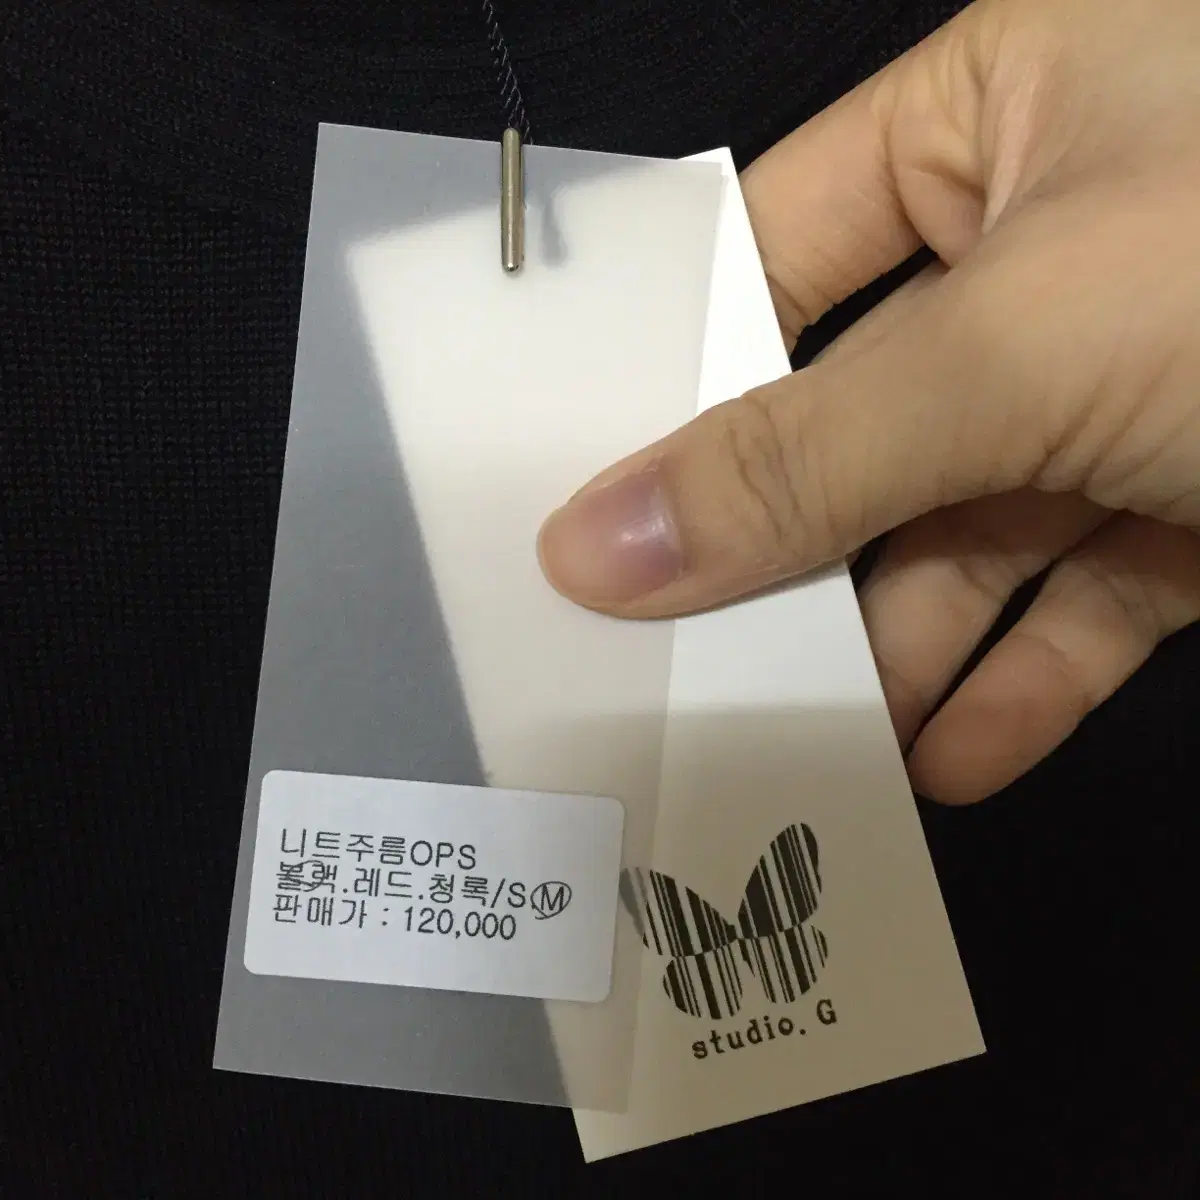 니트주름OPS
블랙.레드.청록/S.M
판매가 : 120,000
studio. G